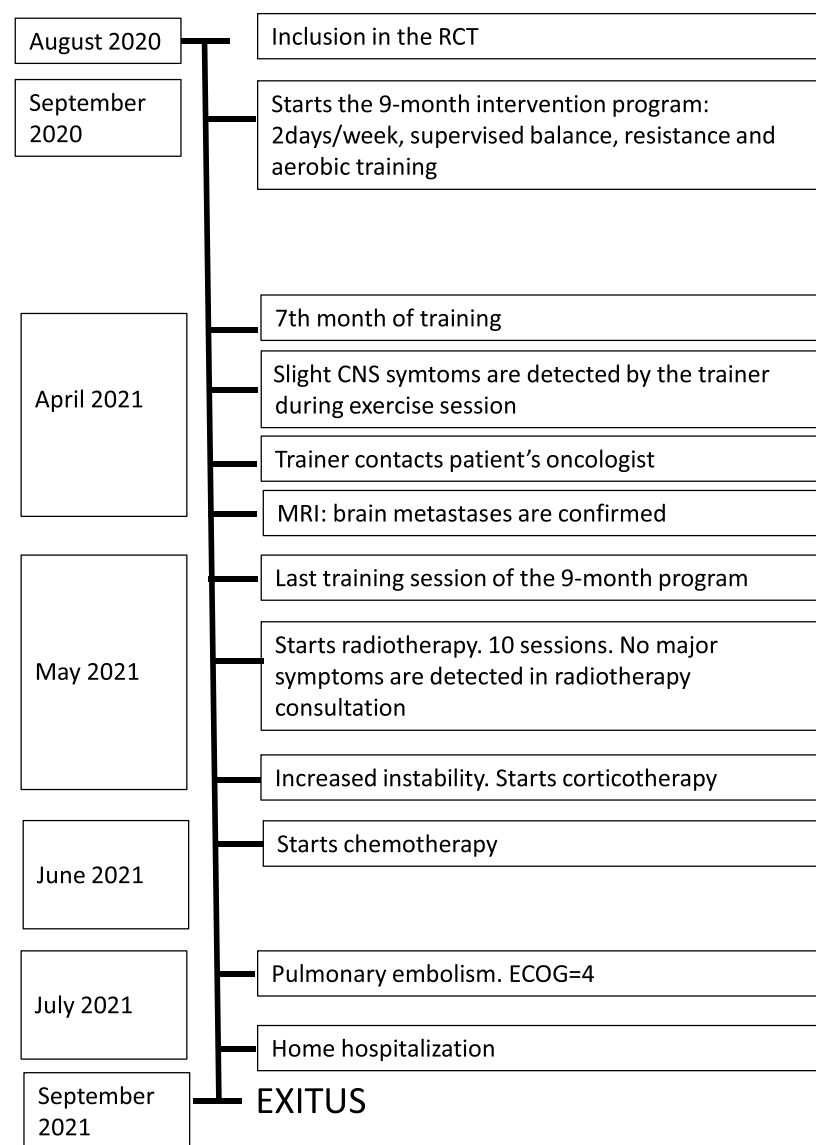 August 2020
Inclusion in the RCT
September
2020
Starts the 9-month intervention program:
2days/week, supervised balance, resistance and
aerobic training
April 2021
7th month of training
Slight CNS symtoms are detected by the trainer
during exercise session
Trainer contacts patient’s oncologist
MRI: brain metastases are confirmed
May 2021
Last training session of the 9-month program
Starts radiotherapy. 10 sessions. No major
symptoms are detected in radiotherapy
consultation
Increased instability. Starts corticotherapy
June 2021
Starts chemotherapy
July 2021
Pulmonary embolism. ECOG=4
Home hospitalization
September
2021
EXITUS